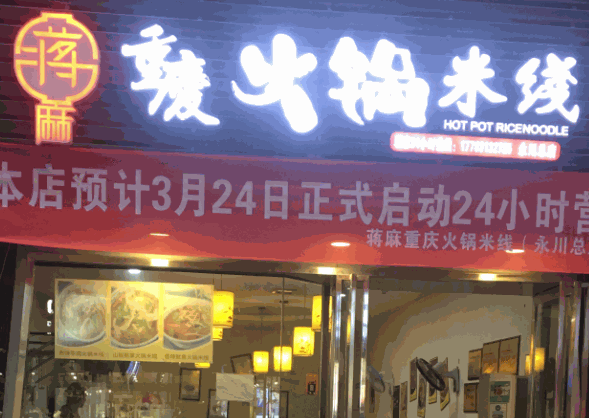 蒋
麻
重庆火锅米线
HOT POT RICENOODLE
本店预计3月24日正式启动24小时营
蒋麻重庆火锅米线（永川总